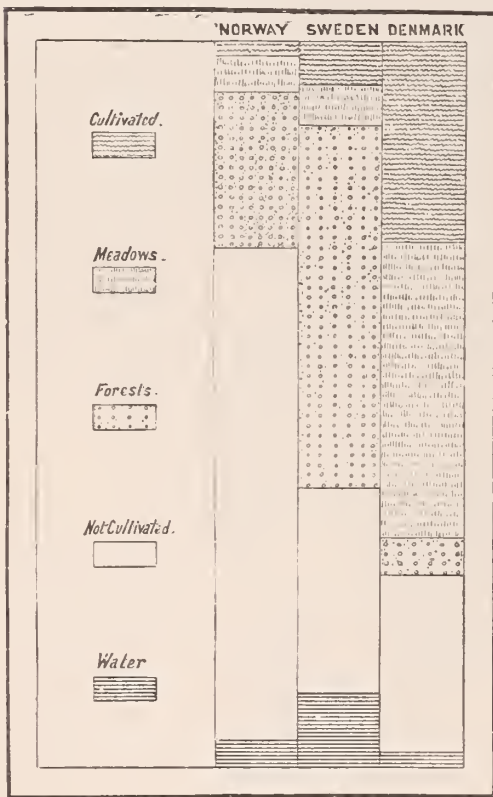 NORWAY SWEDEN DENMARK
Cultivated.
Meadows.
Forests.
Not Cultivated.
Water